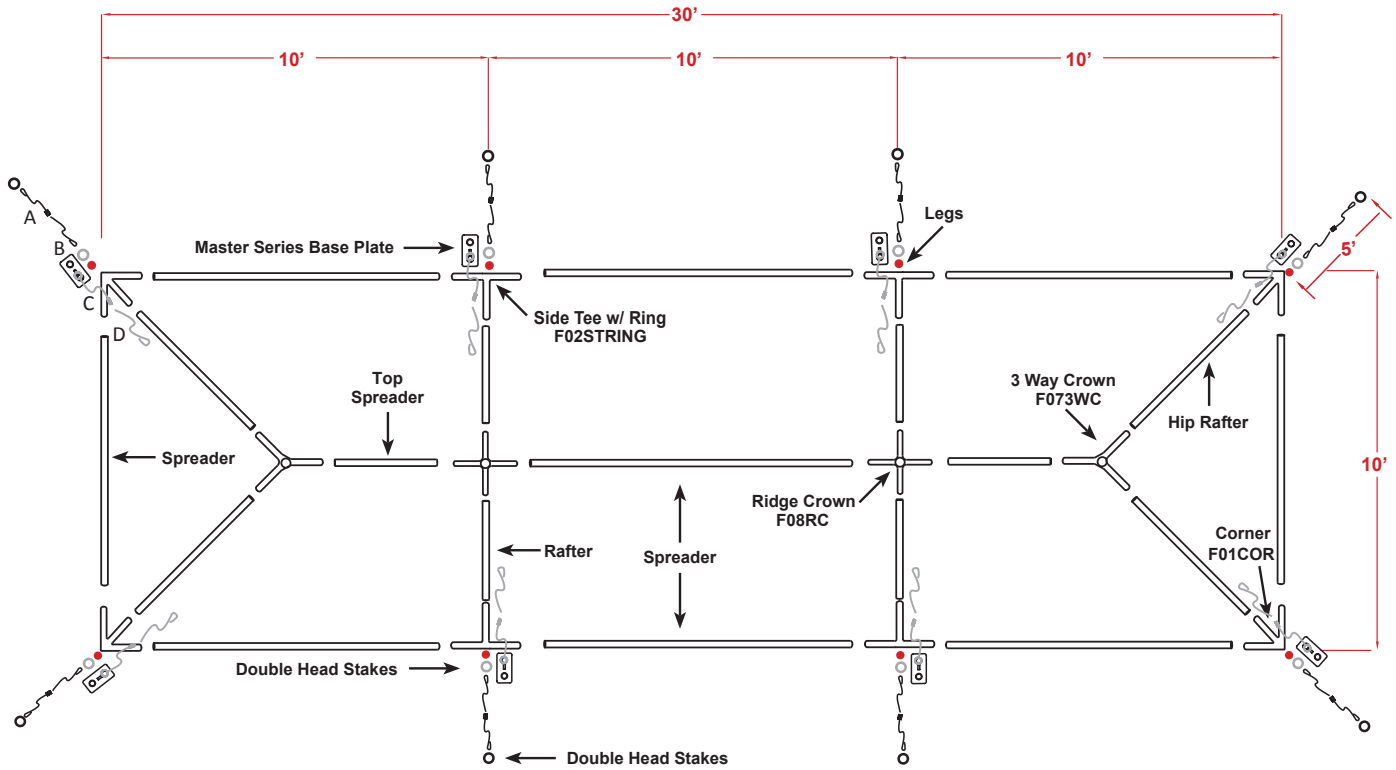 30’
10’
10’
10’
A
B
C
D
Master Series Base Plate
Legs
5’
Side Tee w/ Ring
F02STRING
Top
Spreader
3 Way Crown
F073WC
Hip Rafter
Spreader
10’
Ridge Crown
F08RC
Rafter
Spreader
Corner
F01COR
Double Head Stakes
Double Head Stakes